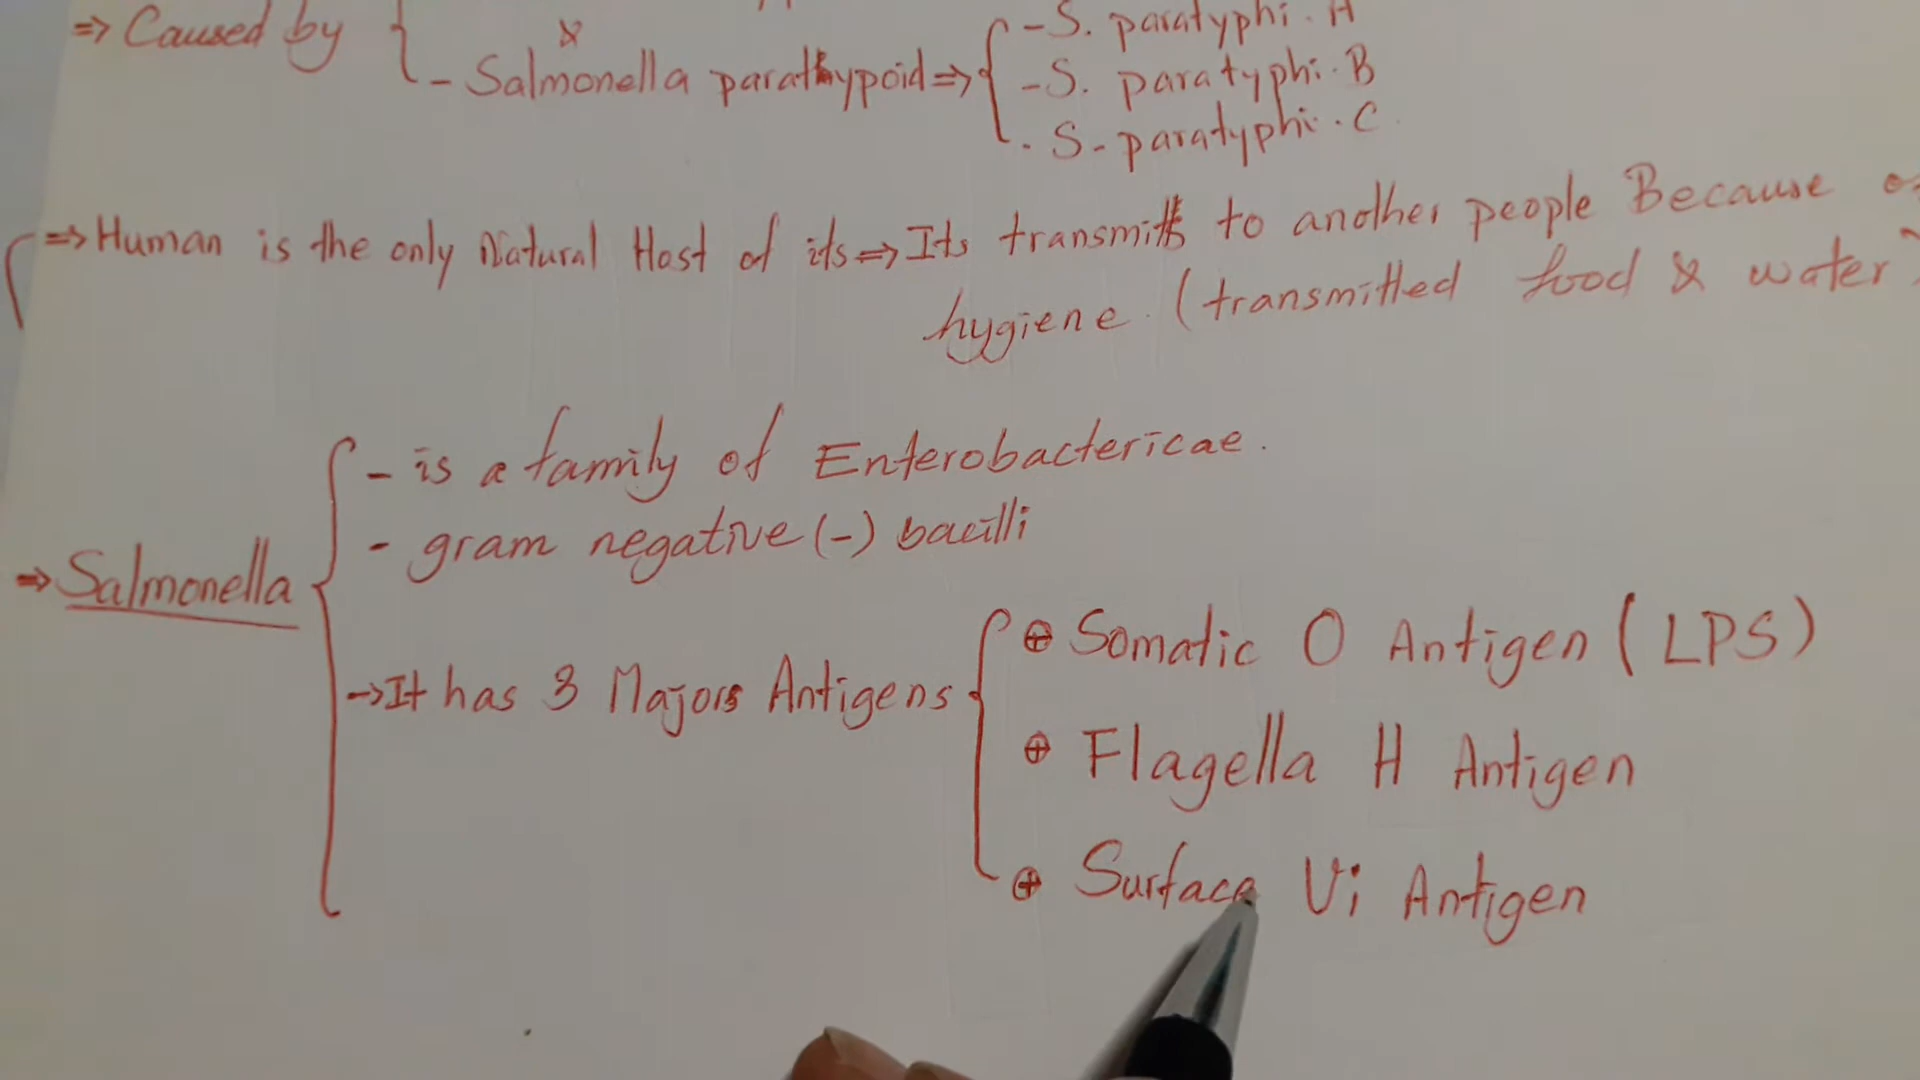 ⇒ Caused by
- S. paratyphi. A
&
- Salmonella parathypoid ⇒
- S. paratyphi. B
. S - paratyphi. C
⇒ Human is the only Natural Host of its ⇒ Its transmitts to another people Because
hygiene. (transmitted food & water)
- is a family of Enterobactericae.
- gram negative (-) bacilli
⇒ Salmonella
→ It has 3 Majors Antigens
⊕ Somatic O Antigen (LPS)
⊕ Flagella H Antigen
⊕ Surface Vi Antigen